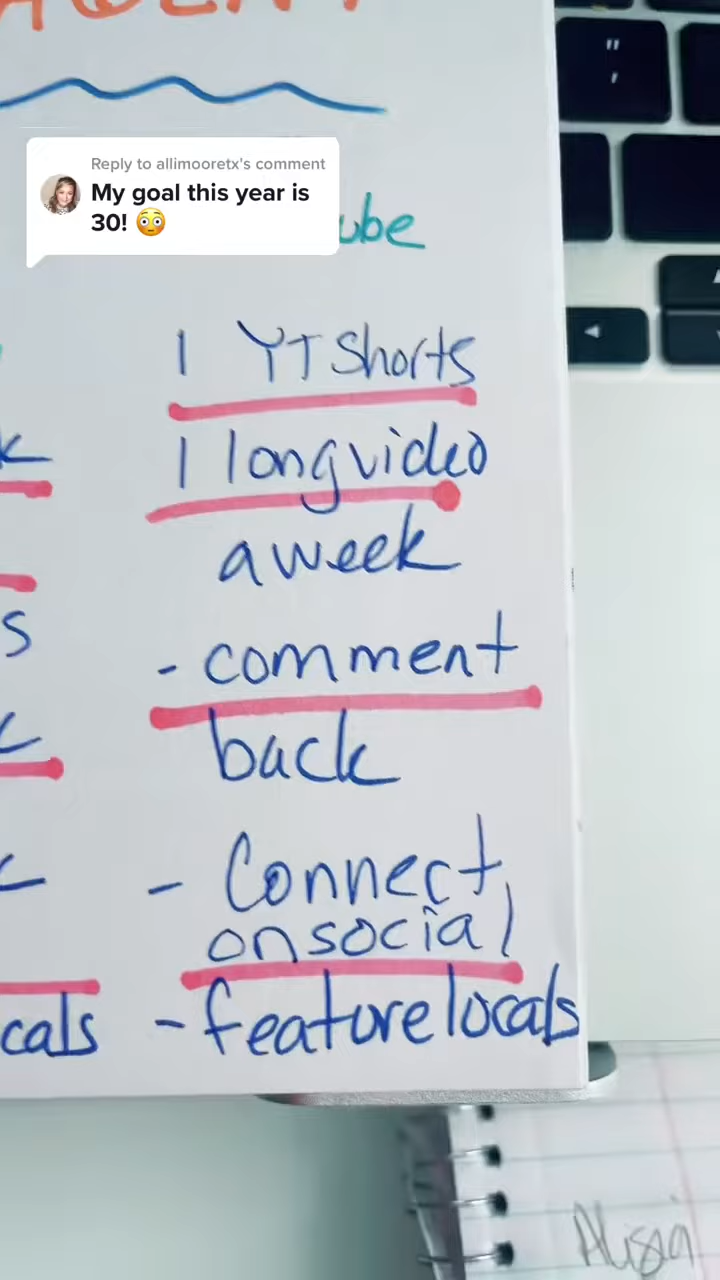 Reply to allimooretx's comment
My goal this year is
30! 😳
ube
1 YT Shorts
1 long video
a week
- comment
back
- Connect
on social
- feature locals
cals
Alissa